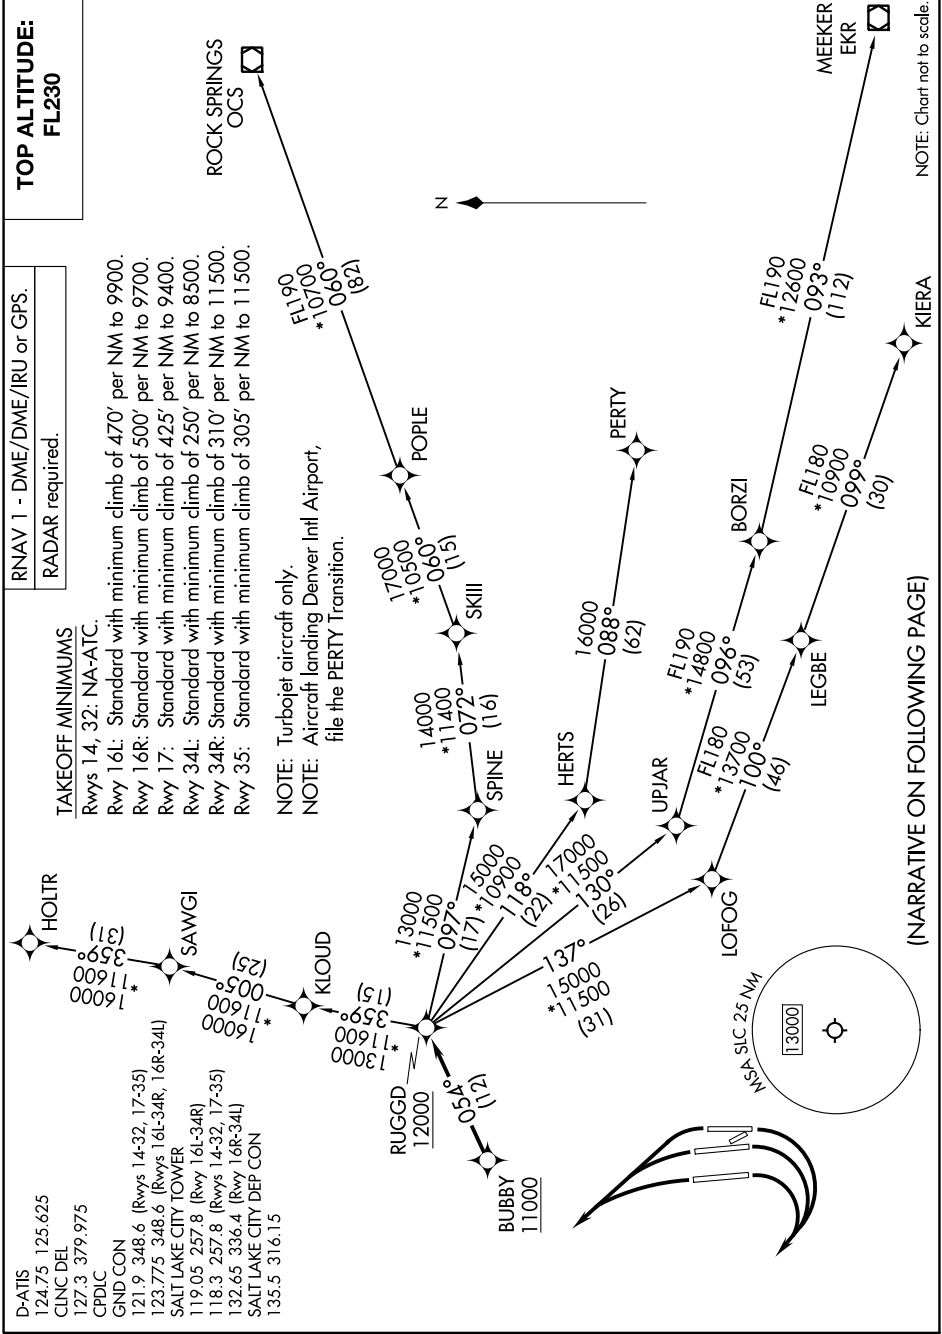 TOP ALTITUDE:
FL230
RNAV 1 - DME/DME/IRU or GPS.
RADAR required.
D-ATIS
124.75 125.625
CLNC DEL
127.3 379.975
CPDLC
GND CON
121.9 348.6 (Rwys 14-32, 17-35)
123.775 348.6 (Rwys 16L-34R, 16R-34L)
SALT LAKE CITY TOWER
119.05 257.8 (Rwy 16L-34R)
118.3 257.8 (Rwys 14-32, 17-35)
132.65 336.4 (Rwy 16R-34L)
SALT LAKE CITY DEP CON
135.5 316.15
TAKEOFF MINIMUMS
Rwys 14, 32: NA-ATC.
Rwy 16L: Standard with minimum climb of 470' per NM to 9900.
Rwy 16R: Standard with minimum climb of 500' per NM to 9700.
Rwy 17: Standard with minimum climb of 425' per NM to 9400.
Rwy 34L: Standard with minimum climb of 250' per NM to 8500.
Rwy 34R: Standard with minimum climb of 310' per NM to 11500.
Rwy 35: Standard with minimum climb of 305' per NM to 11500.
NOTE: Turbojet aircraft only.
NOTE: Aircraft landing Denver Intl Airport,
file the PERTY Transition.
HOLTR
16000
*11600
359°
(31)
SAWGI
16000
*11600
005°
(25)
KLOUD
13000
*11600
359°
(15)
RUGGD
12000
054°
(12)
BUBBY
11000
13000
*11500
097°
(17)
SPINE
14000
*11400
072°
(16)
SKIII
17000
*10500
060°
(15)
POPLE
FL190
*10700
060°
(82)
ROCK SPRINGS
OCS
N
15000
*10900
118°
(22)
HERTS
16000
088°
(62)
PERTY
17000
*11500
130°
(26)
UPJAR
FL190
*14800
096°
(53)
BORZI
FL190
*12600
093°
(112)
MEEKER
EKR
137°
15000
*11500
(31)
LOFOG
FL180
*13700
100°
(46)
LEGBE
FL180
*10900
099°
(30)
KIERA
MSA SLC 25 NM
13000
(NARRATIVE ON FOLLOWING PAGE)
NOTE: Chart not to scale.